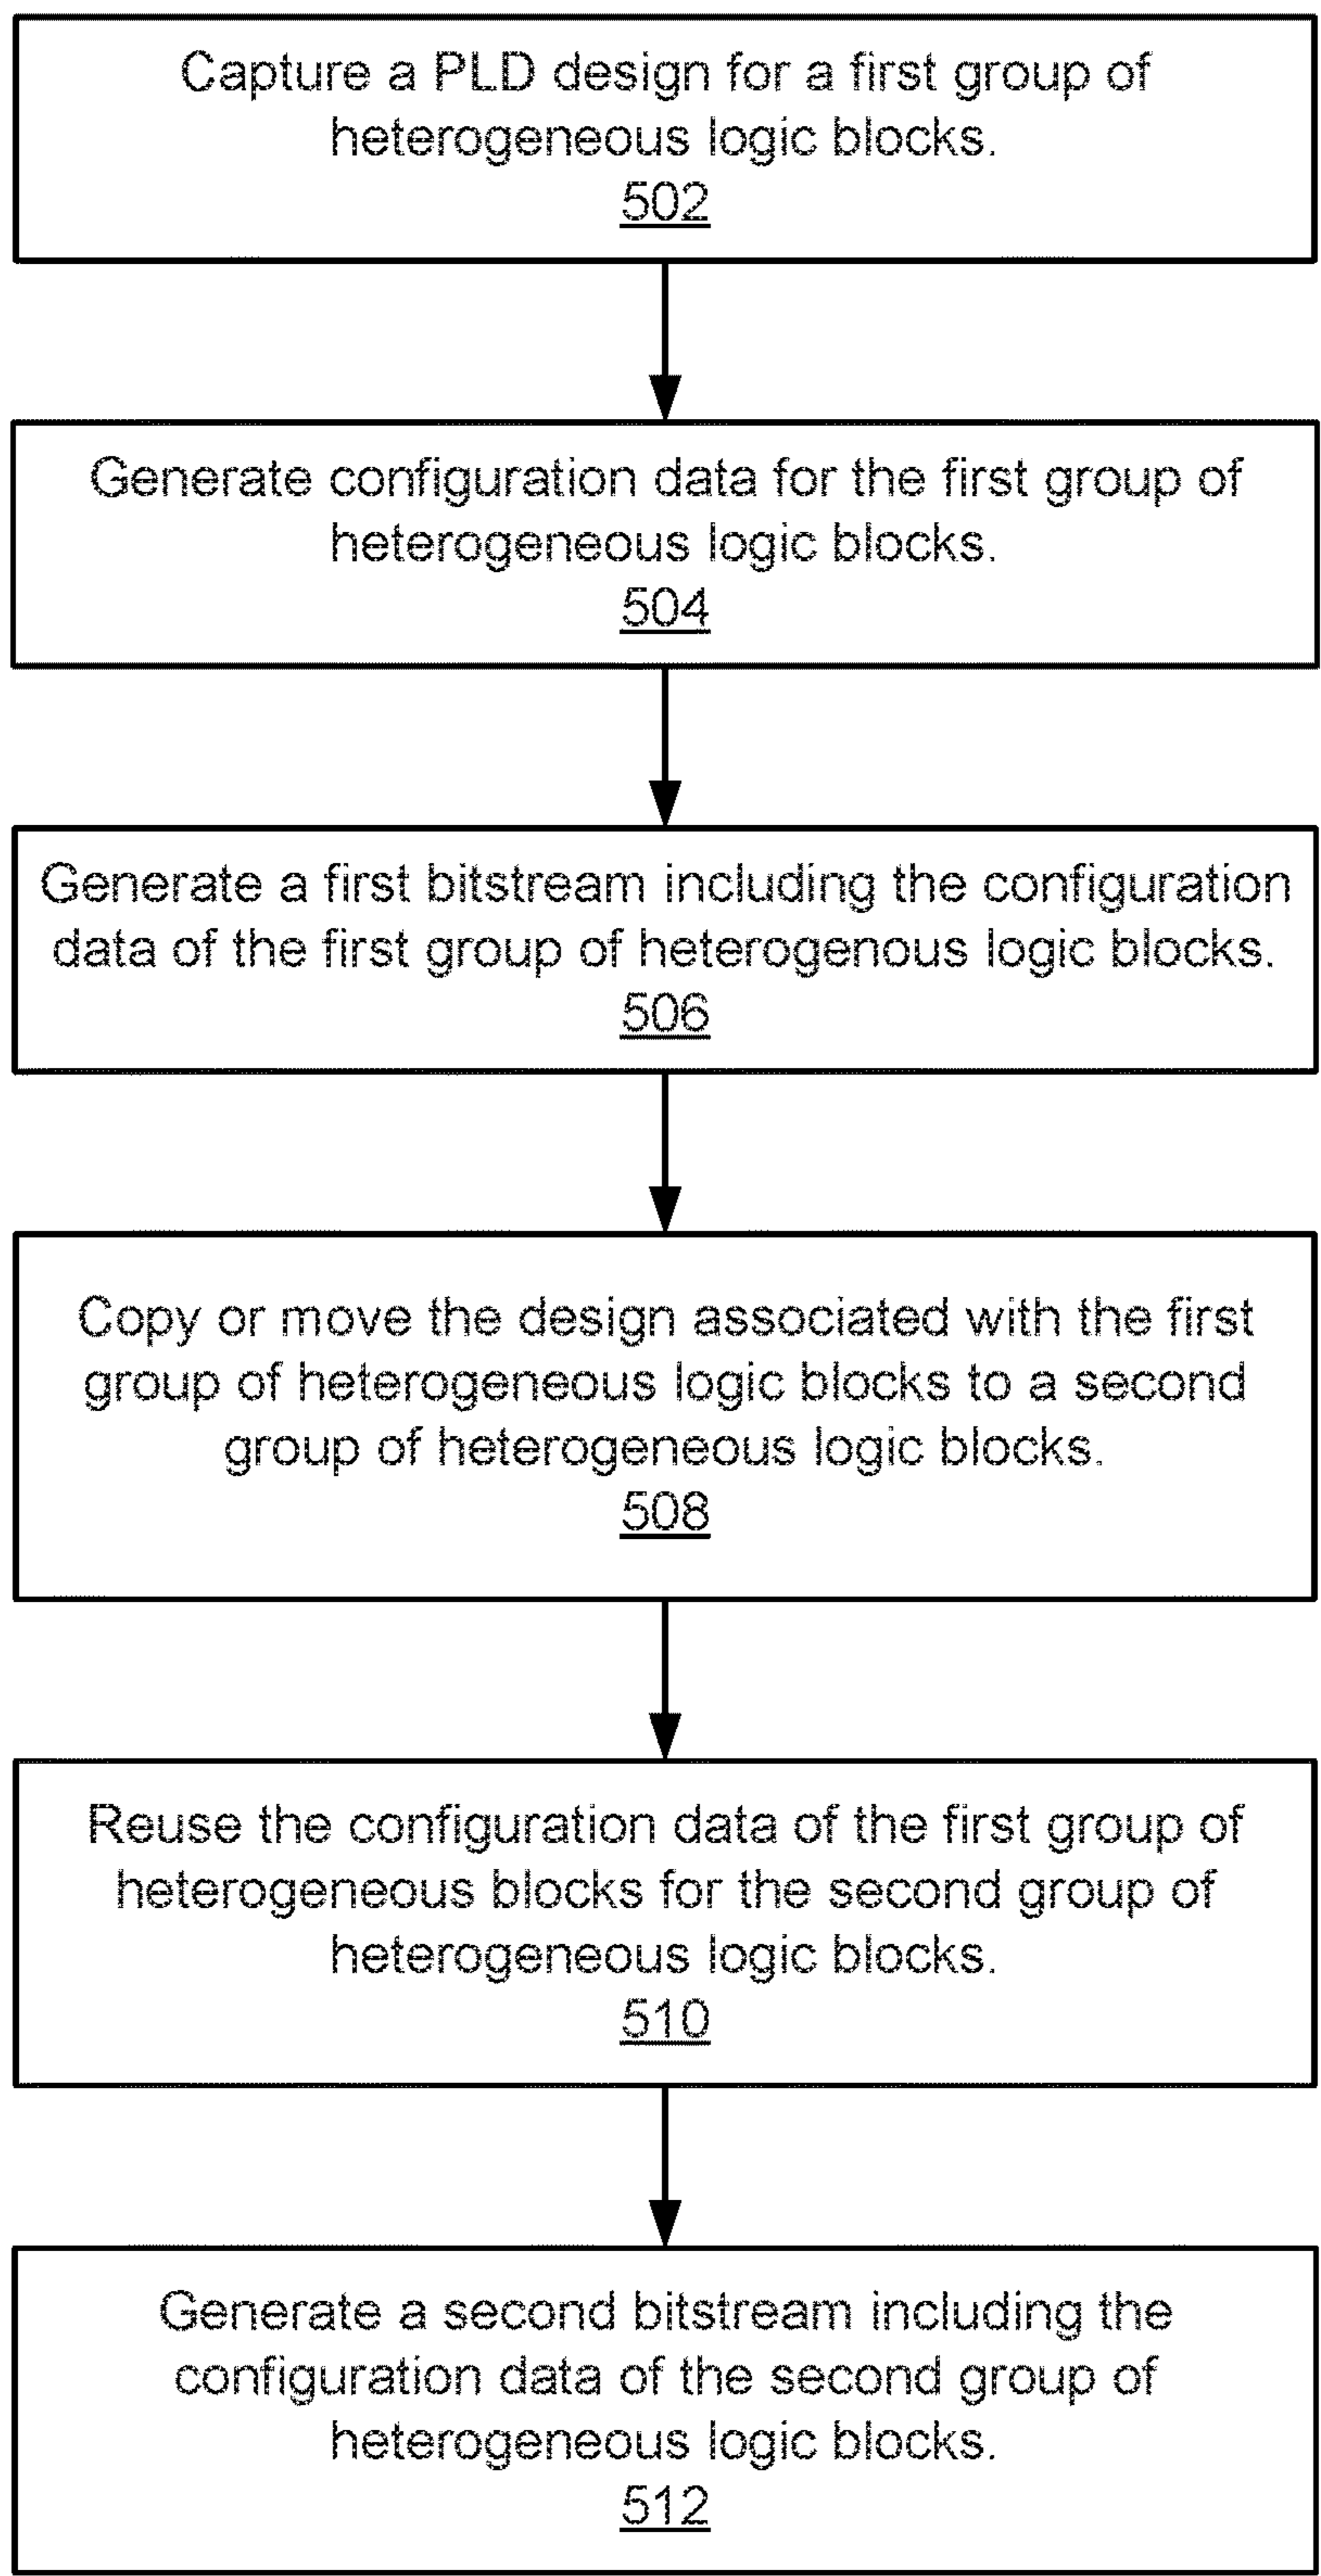 Capture a PLD design for a first group of
heterogeneous logic blocks.
502
Generate configuration data for the first group of
heterogeneous logic blocks.
504
Generate a first bitstream including the configuration
data of the first group of heterogenous logic blocks.
506
Copy or move the design associated with the first
group of heterogeneous logic blocks to a second
group of heterogeneous logic blocks.
508
Reuse the configuration data of the first group of
heterogeneous blocks for the second group of
heterogeneous logic blocks.
510
Generate a second bitstream including the
configuration data of the second group of
heterogeneous logic blocks.
512